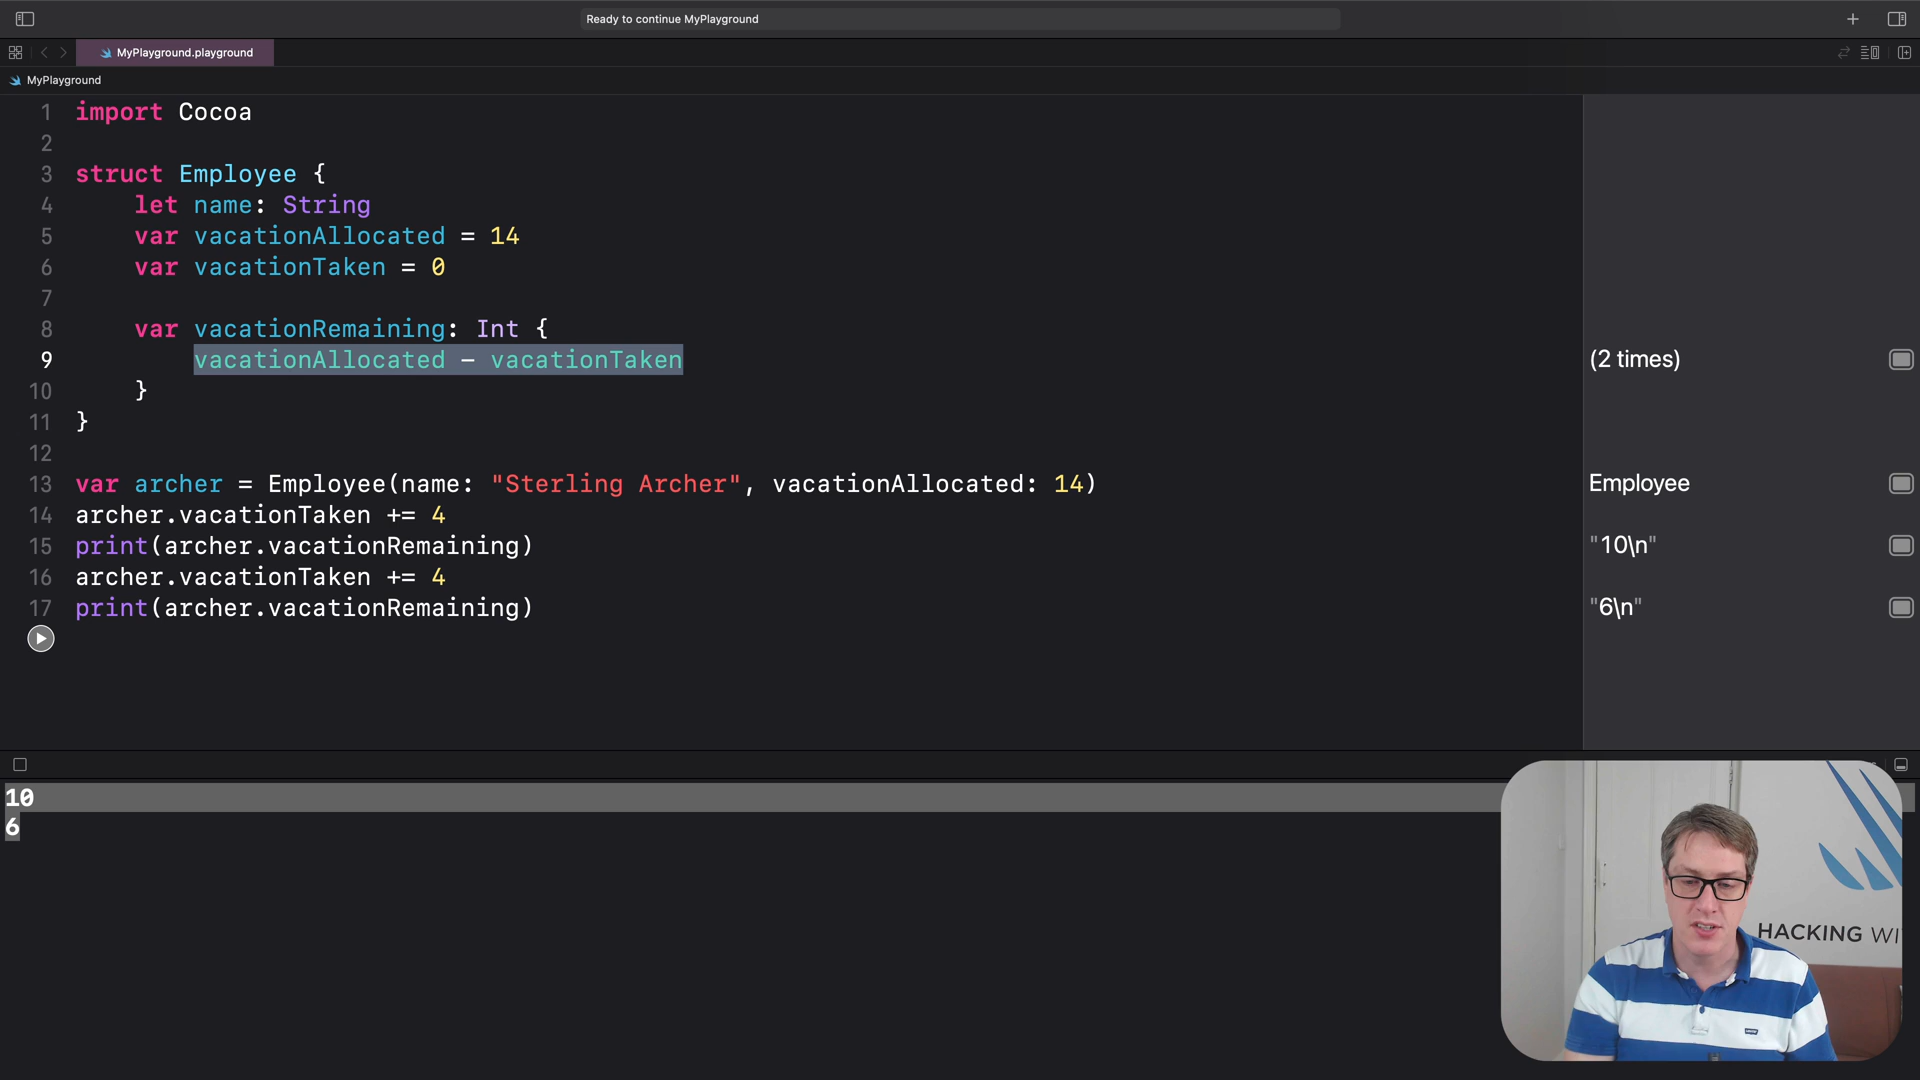 Ready to continue MyPlayground
MyPlayground.playground
MyPlayground
1 import Cocoa
2
3 struct Employee {
4 let name: String
5 var vacationAllocated = 14
6 var vacationTaken = 0
7
8 var vacationRemaining: Int {
9 vacationAllocated - vacationTaken (2 times)
10 }
11 }
12
13 var archer = Employee(name: "Sterling Archer", vacationAllocated: 14) Employee
14 archer.vacationTaken += 4
15 print(archer.vacationRemaining) "10\n"
16 archer.vacationTaken += 4
17 print(archer.vacationRemaining) "6\n"
10
6
HACKING WI